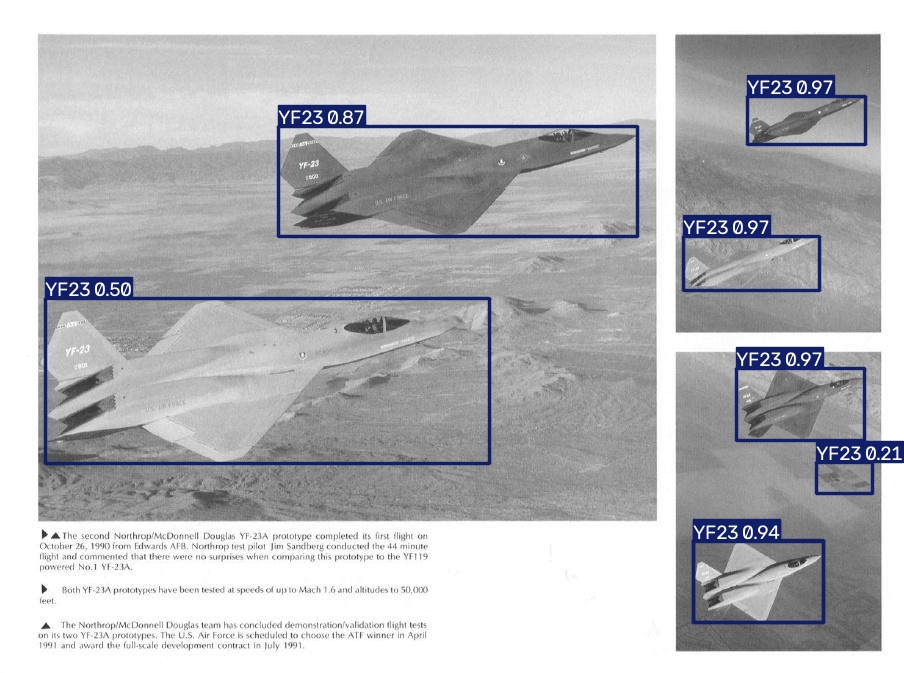 YF23 0.87
YF-23
U.S. AIR FORCE
YF23 0.50
YF-23
U.S. AIR FORCE
YF23 0.97
YF23 0.97
YF23 0.97
YF23 0.21
YF23 0.94
The second Northrop/McDonnell Douglas YF-23A prototype completed its first flight on
October 26, 1990 from Edwards AFB. Northrop test pilot Jim Sandberg conducted the 44 minute
flight and commented that there were no surprises when comparing this prototype to the YF119
powered No.1 YF-23A.
Both YF-23A prototypes have been tested at speeds of up to Mach 1.6 and altitudes to 50,000
feet.
The Northrop/McDonnell Douglas team has concluded demonstration/validation flight tests
on its two YF-23A prototypes. The U.S. Air Force is scheduled to choose the ATF winner in April
1991 and award the full-scale development contract in July 1991.